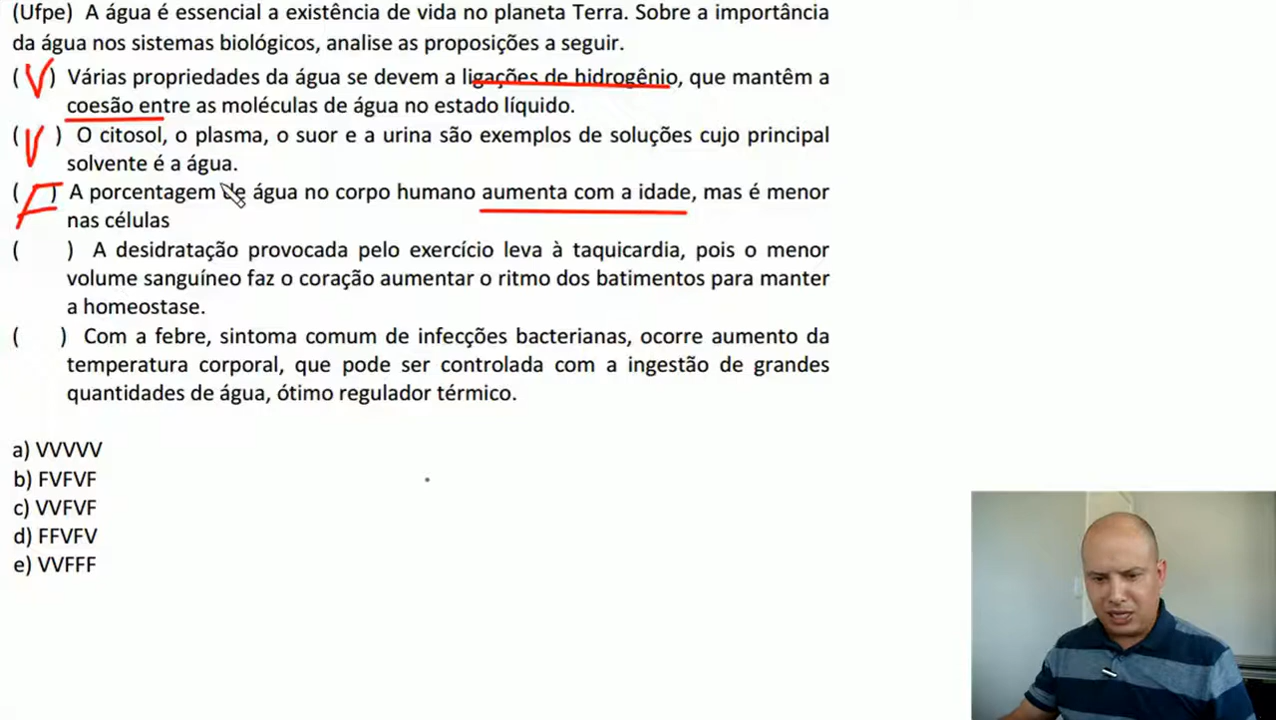 (Ufpe) A água é essencial a existência de vida no planeta Terra. Sobre a importância
da água nos sistemas biológicos, analise as proposições a seguir.
( V ) Várias propriedades da água se devem a ligações de hidrogênio, que mantêm a
coesão entre as moléculas de água no estado líquido.
( V ) O citosol, o plasma, o suor e a urina são exemplos de soluções cujo principal
solvente é a água.
( F ) A porcentagem de água no corpo humano aumenta com a idade, mas é menor
nas células
( ) A desidratação provocada pelo exercício leva à taquicardia, pois o menor
volume sanguíneo faz o coração aumentar o ritmo dos batimentos para manter
a homeostase.
( ) Com a febre, sintoma comum de infecções bacterianas, ocorre aumento da
temperatura corporal, que pode ser controlada com a ingestão de grandes
quantidades de água, ótimo regulador térmico.
a) VVVVV
b) FVFVF
c) VVFVF
d) FFVFV
e) VVFFF